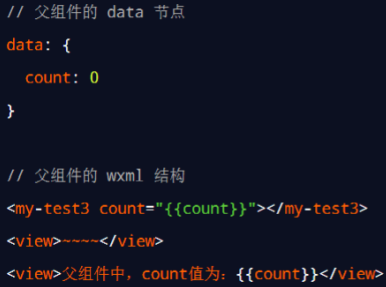 // 父组件的 data 节点
data: {
  count: 0
}
// 父组件的 wxml 结构
<my-test3 count="{{count}}"></my-test3>
<view>~~~~</view>
<view>父组件中，count值为：{{count}}</view>